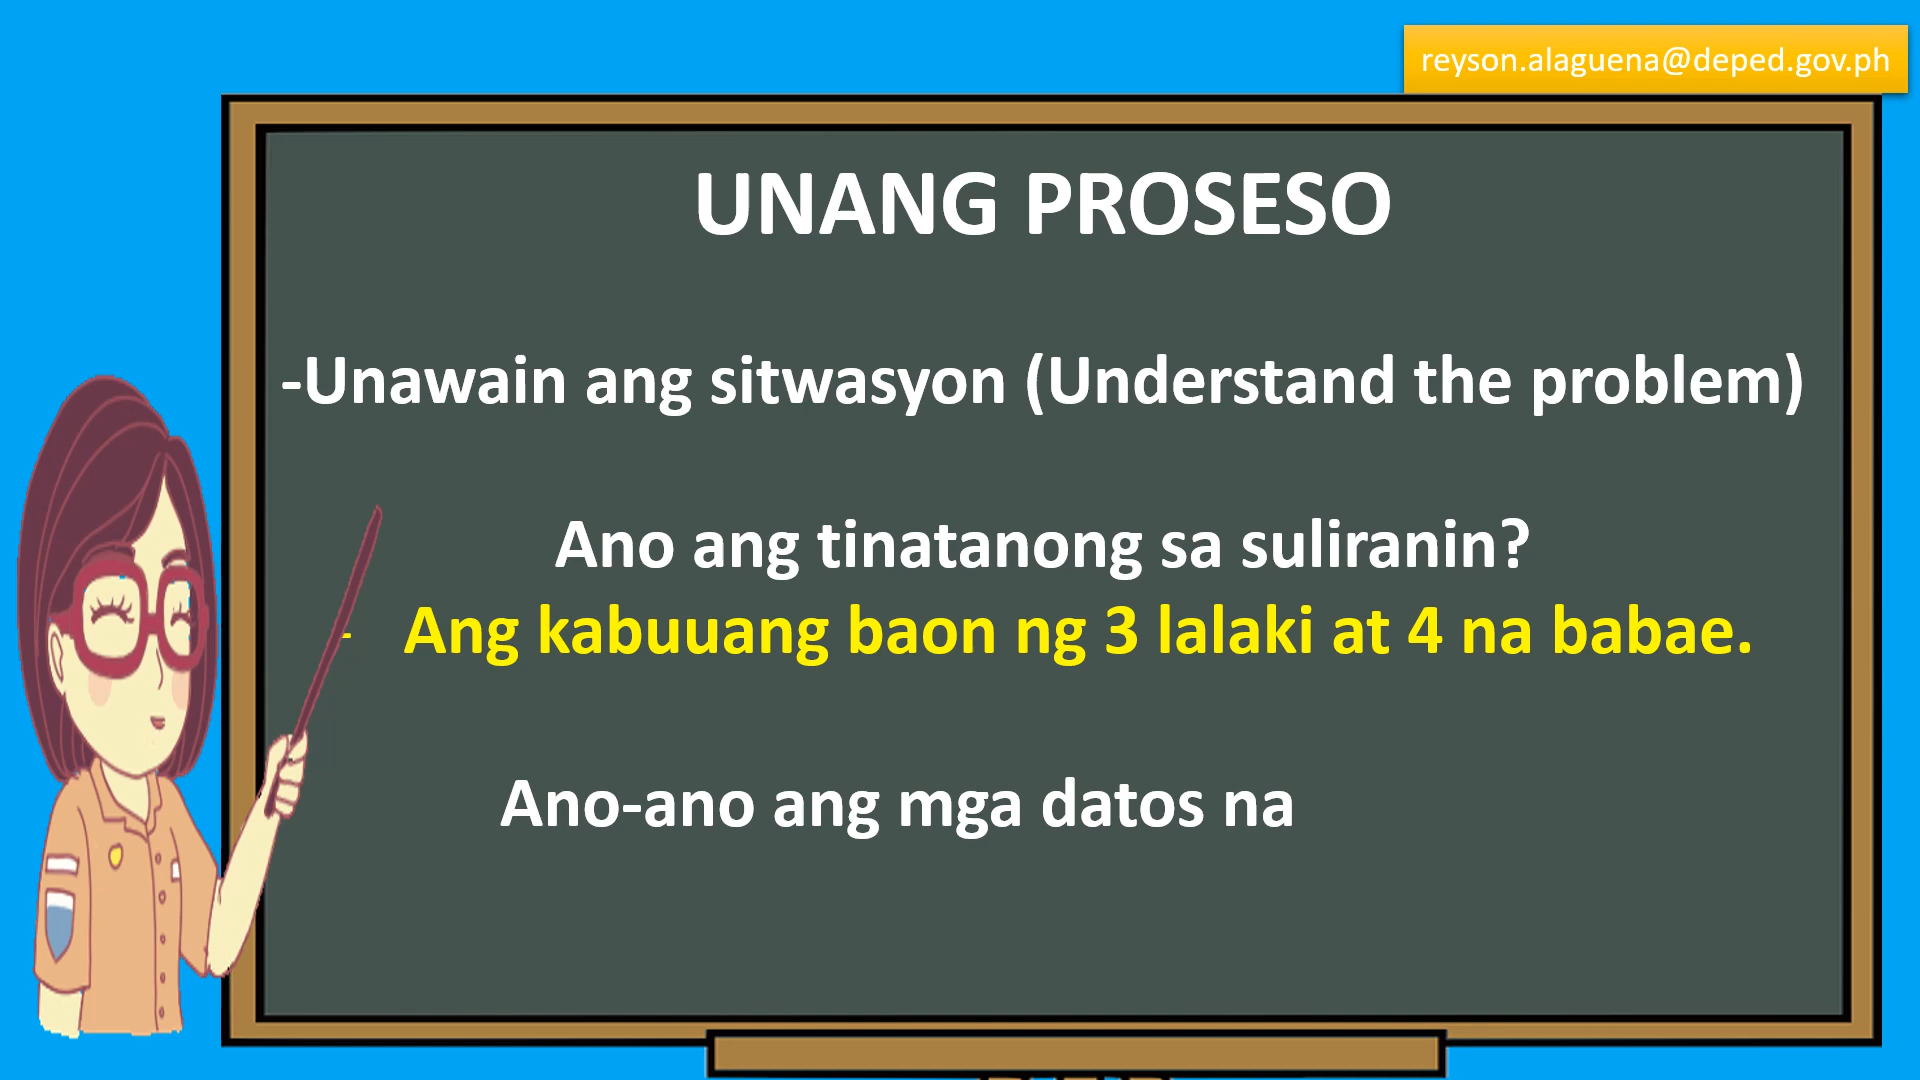 reyson.alaguena@deped.gov.ph
UNANG PROSESO
-Unawain ang sitwasyon (Understand the problem)
Ano ang tinatanong sa suliranin?
- Ang kabuuang baon ng 3 lalaki at 4 na babae.
Ano-ano ang mga datos na